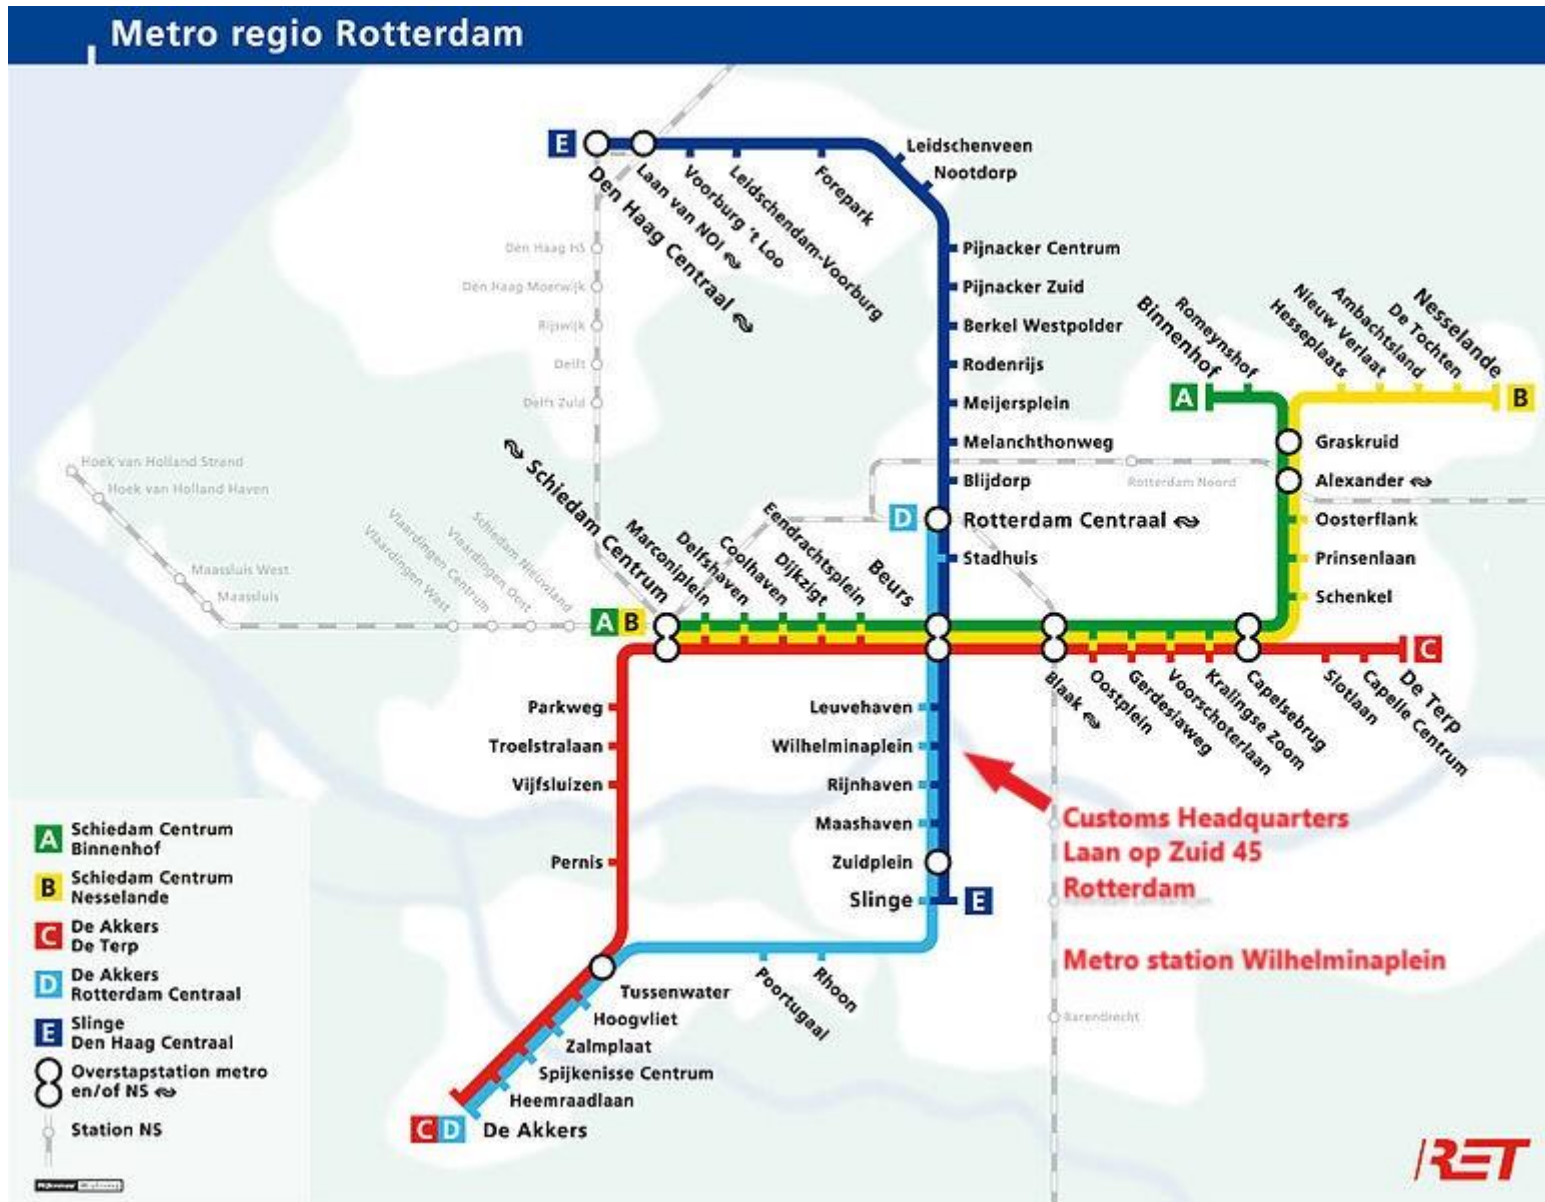 Metro regio Rotterdam
E
Den Haag Centraal
Laan van NOI
Voorburg 't Loo
Leidschendam-Voorburg
Forepark
Leidschenveen
Nootdorp
Pijnacker Centrum
Pijnacker Zuid
Berkel Westpolder
Rodenrijs
Meijersplein
Melanchthonweg
Blijdorp
D
Rotterdam Centraal
Stadhuis
Den Haag HS
Den Haag Moerwijk
Rijswijk
Delft
Delft Zuid
Hoek van Holland Strand
Hoek van Holland Haven
Maassluis West
Maassluis
Vlaardingen West
Vlaardingen Centrum
Vlaardingen Oost
Schiedam Nieuwland
Rotterdam Noord
A
Binnenhof
Romeynshof
Hesseplaats
Nieuw Verlaat
Ambachtsland
De Tochten
Nesselande
B
Graskruid
Alexander
Oosterflank
Prinsenlaan
Schenkel
A B
Schiedam Centrum
Marconiplein
Delfshaven
Coolhaven
Dijkzigt
Eendrachtsplein
Beurs
Blaak
Oostplein
Gerdesiaweg
Voorschoterlaan
Kralingse Zoom
Capelsebrug
Slotlaan
Capelle Centrum
De Terp
C
Parkweg
Troelstralaan
Vijfsluizen
Pernis
Leuvehaven
Wilhelminaplein
Rijnhaven
Maashaven
Zuidplein
Slinge
E
Customs Headquarters
Laan op Zuid 45
Rotterdam
Metro station Wilhelminaplein
Barendrecht
Tussenwater
Hoogvliet
Zalmplaat
Spijkenisse Centrum
Heemraadlaan
C D
De Akkers
Poortugaal
Rhoon
A
Schiedam Centrum
Binnenhof
B
Schiedam Centrum
Nesselande
C
De Akkers
De Terp
D
De Akkers
Rotterdam Centraal
E
Slinge
Den Haag Centraal
Overstapstation metro
en/of NS
Station NS
RET